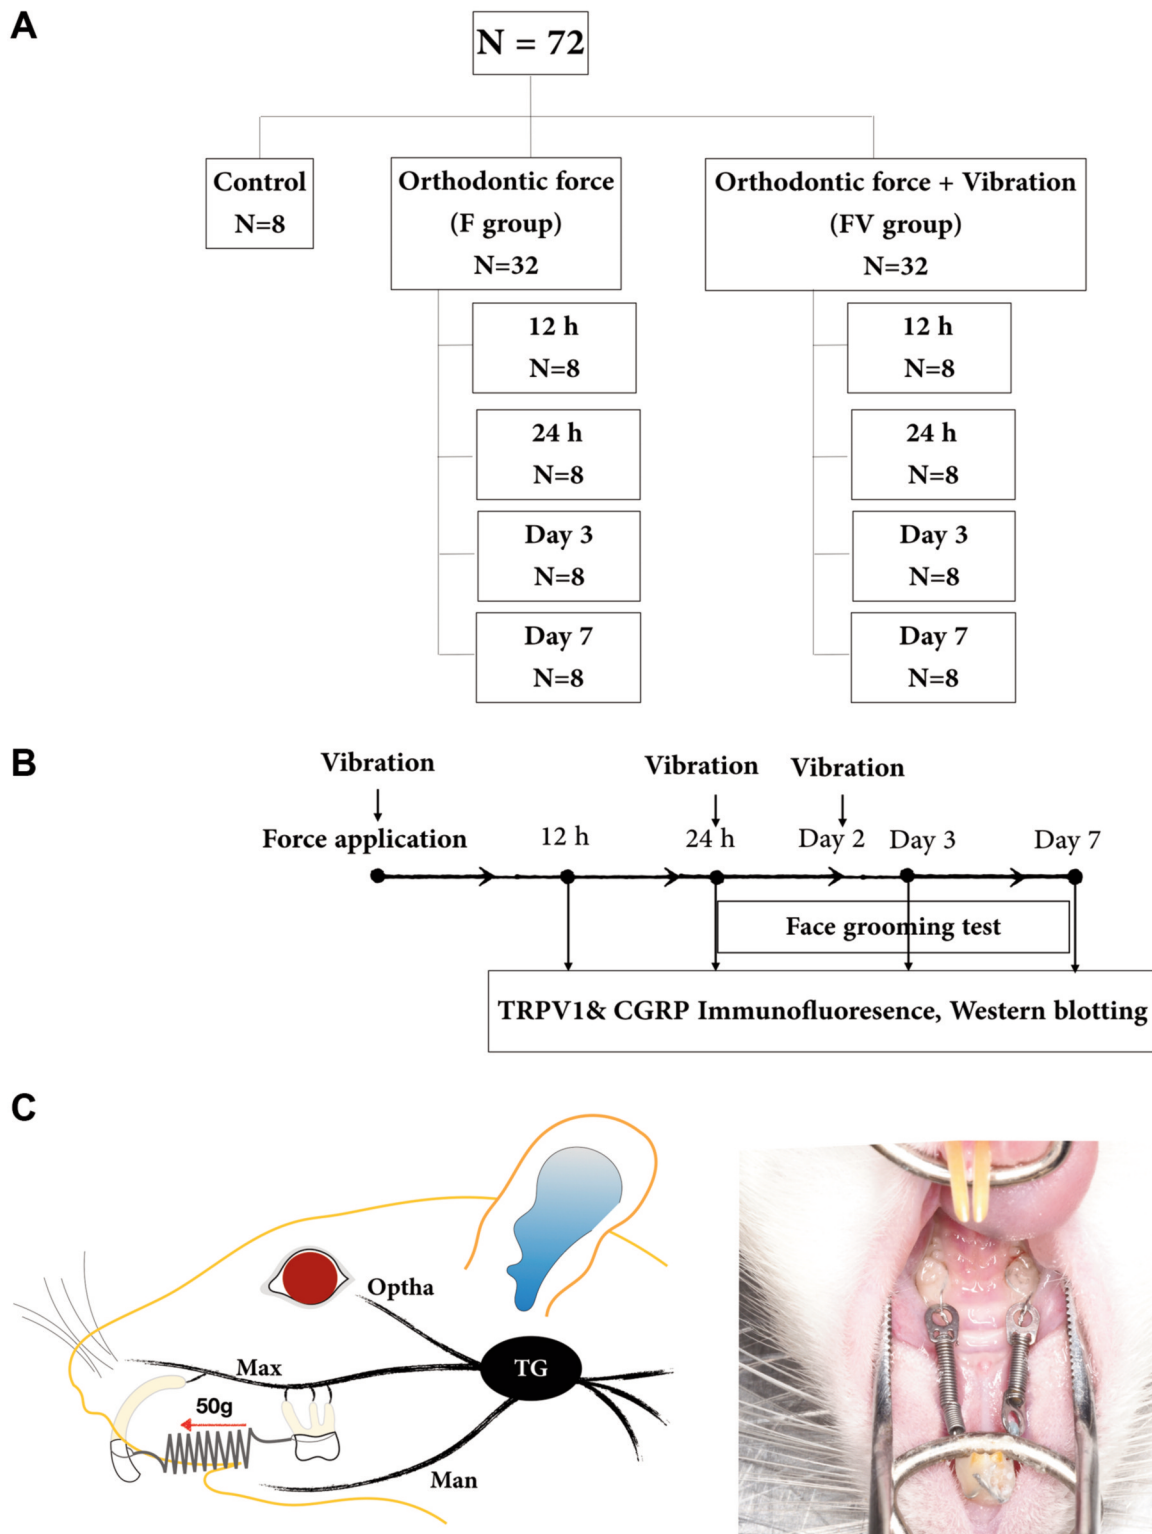 A
N = 72
Control
N=8
Orthodontic force
(F group)
N=32
Orthodontic force + Vibration
(FV group)
N=32
12 h
N=8
24 h
N=8
Day 3
N=8
Day 7
N=8
12 h
N=8
24 h
N=8
Day 3
N=8
Day 7
N=8
B
Vibration
Vibration
Vibration
Force application
12 h
24 h
Day 2
Day 3
Day 7
Face grooming test
TRPV1& CGRP Immunofluoresence, Western blotting
C
Optha
Max
TG
50g
Man